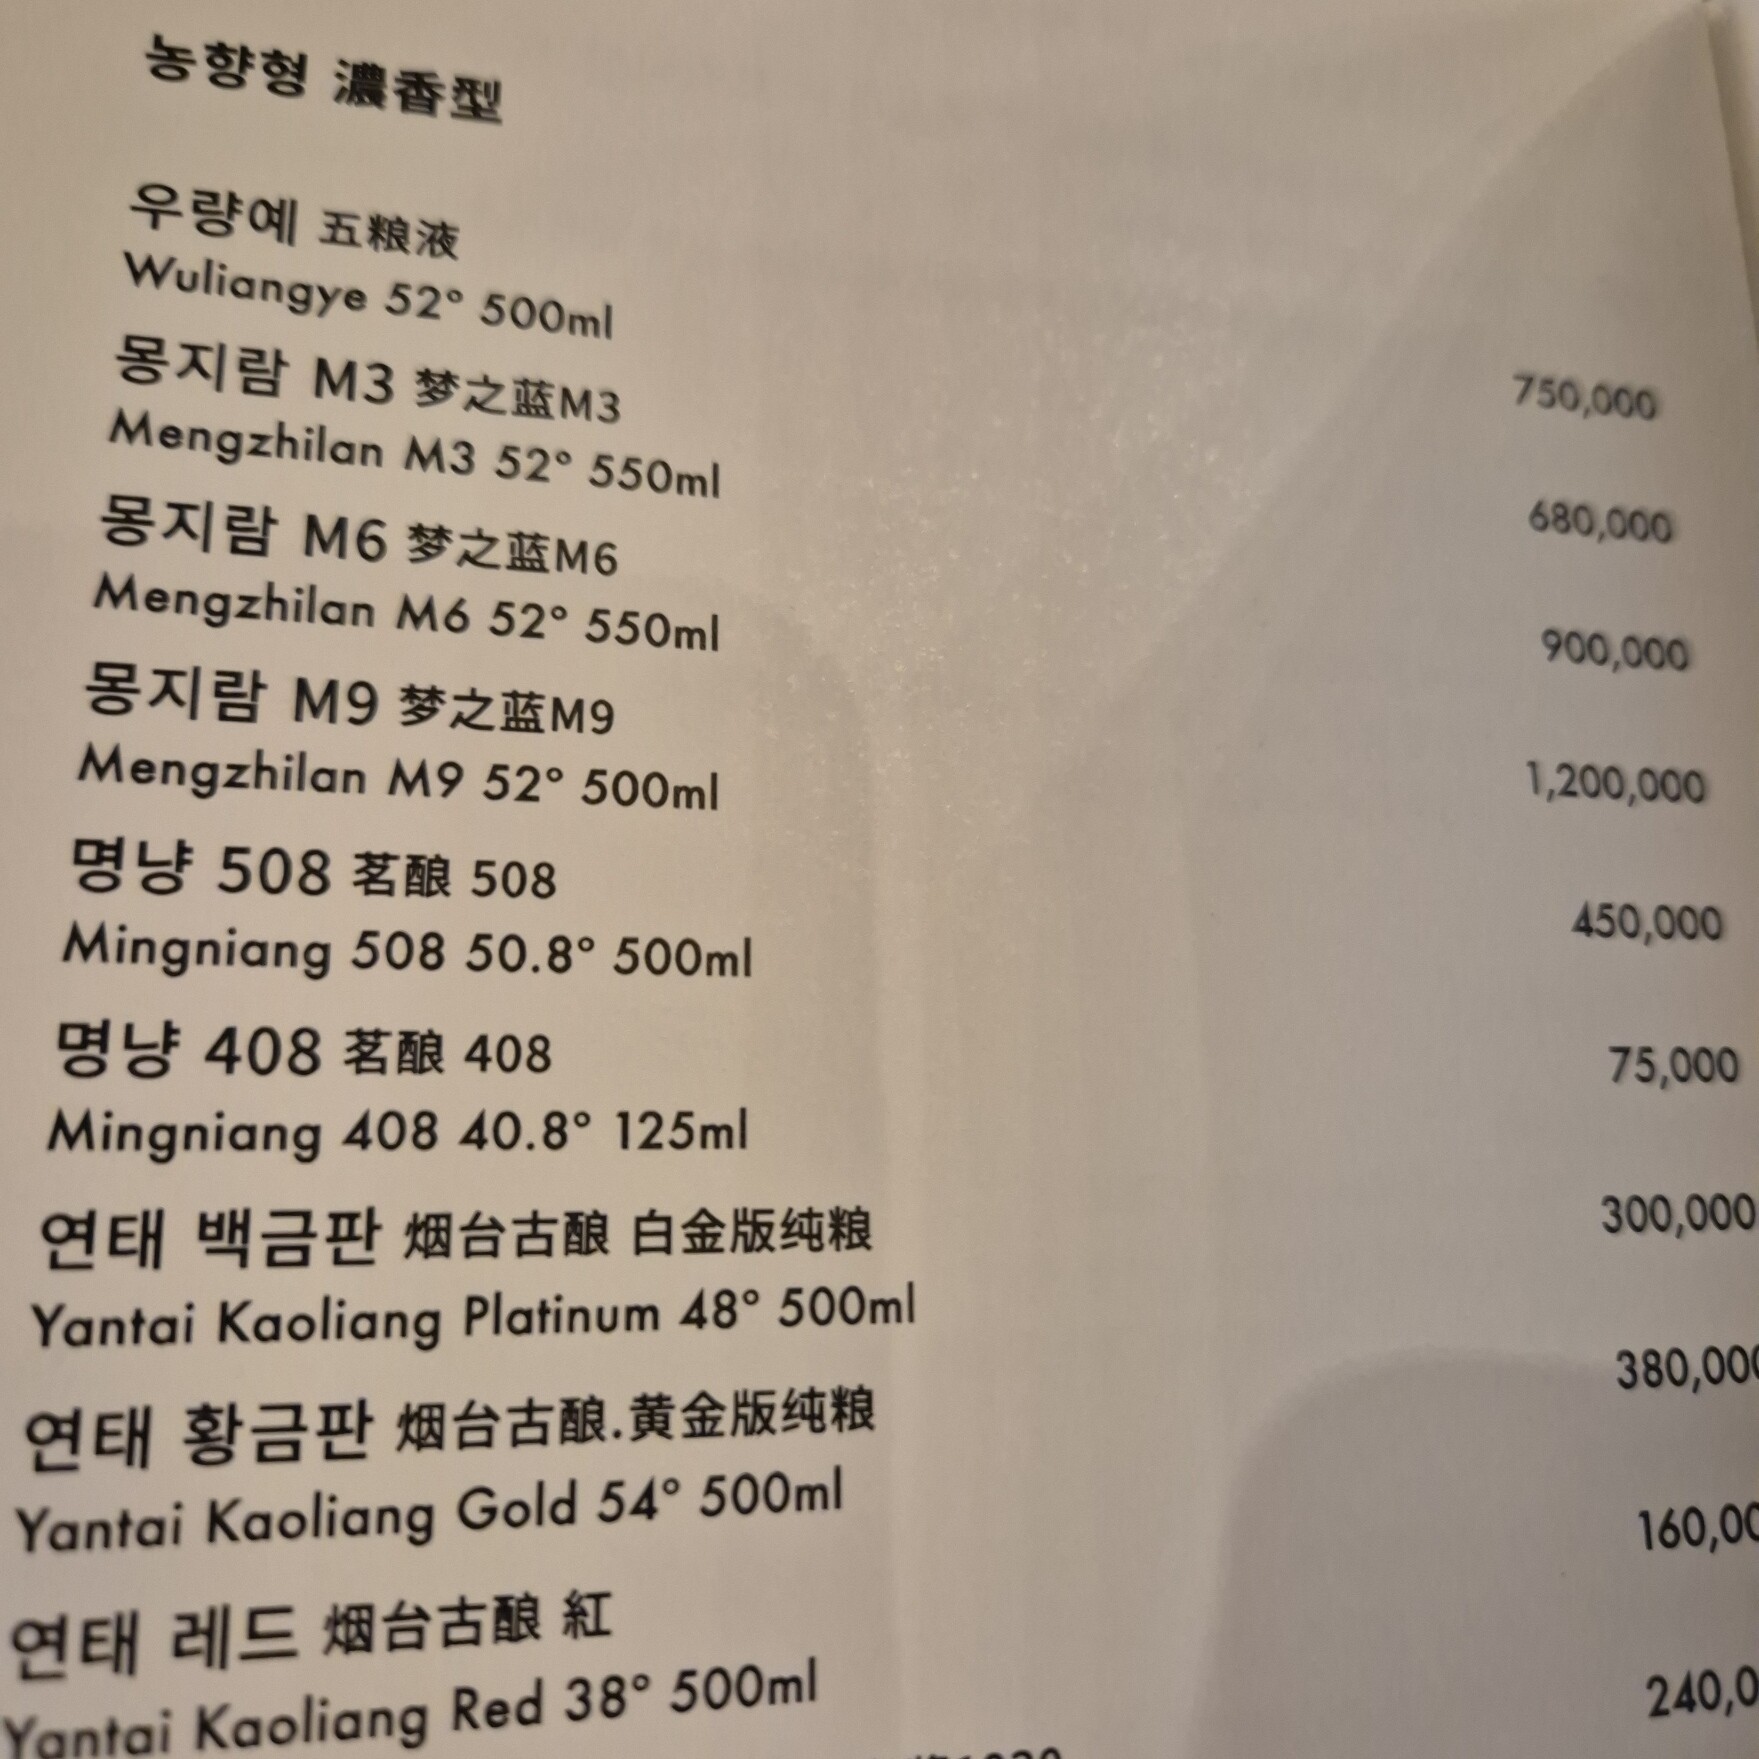 농향형 濃香型
우량예 五粮液
Wuliangye 52° 500ml
750,000
몽지람 M3 梦之蓝M3
Mengzhilan M3 52° 550ml
680,000
몽지람 M6 梦之蓝M6
Mengzhilan M6 52° 550ml
900,000
몽지람 M9 梦之蓝M9
Mengzhilan M9 52° 500ml
1,200,000
명냥 508 茗酿 508
Mingniang 508 50.8° 500ml
450,000
명냥 408 茗酿 408
Mingniang 408 40.8° 125ml
75,000
연태 백금판 烟台古酿 白金版纯粮
Yantai Kaoliang Platinum 48° 500ml
300,000
연태 황금판 烟台古酿.黄金版纯粮
Yantai Kaoliang Gold 54° 500ml
380,000
연태 레드 烟台古酿 紅
Yantai Kaoliang Red 38° 500ml
160,00
240,0